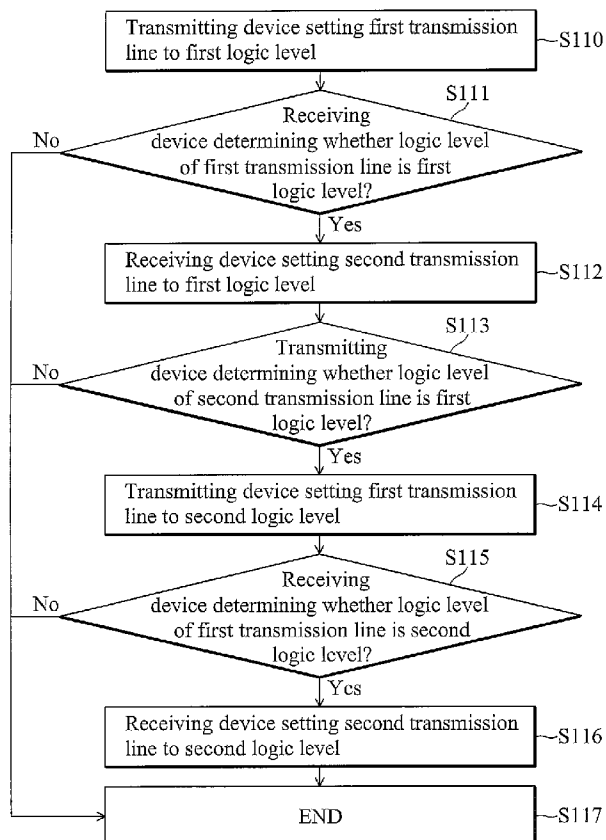 Transmitting device setting first transmission
line to first logic level
S110
S111
Receiving
device determining whether logic level
of first transmission line is first
logic level?
No
Yes
Receiving device setting second transmission
line to first logic level
S112
S113
Transmitting
device determining whether logic level
of second transmission line is first
logic level?
No
Yes
Transmitting device setting first transmission
line to second logic level
S114
S115
Receiving
device determining whether logic level
of first transmission line is second
logic level?
No
Yes
Receiving device setting second transmission
line to second logic level
S116
END
S117